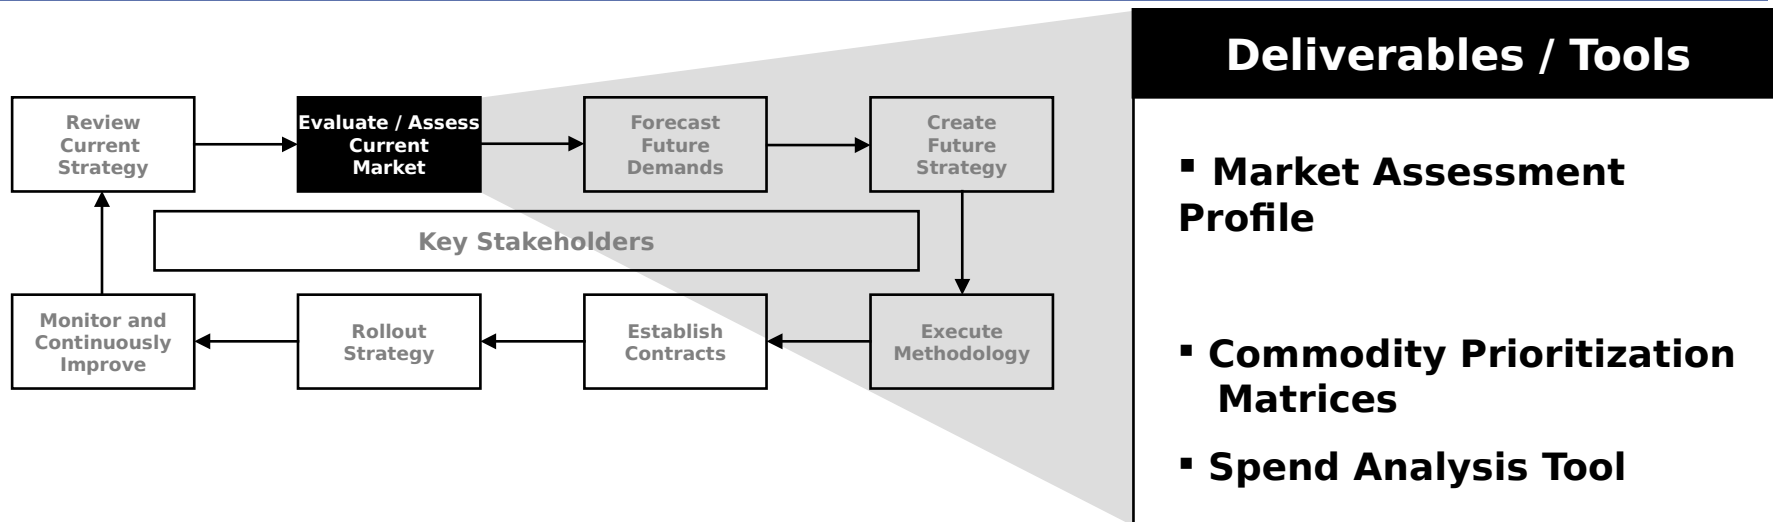 Deliverables / Tools
Review
Current
Strategy
Evaluate / Assess
Current
Market
Forecast
Future
Demands
Create
Future
Strategy
Key Stakeholders
Monitor and
Continuously
Improve
Rollout
Strategy
Establish
Contracts
Execute
Methodology
▪ Market Assessment
Profile
▪ Commodity Prioritization
Matrices
▪ Spend Analysis Tool